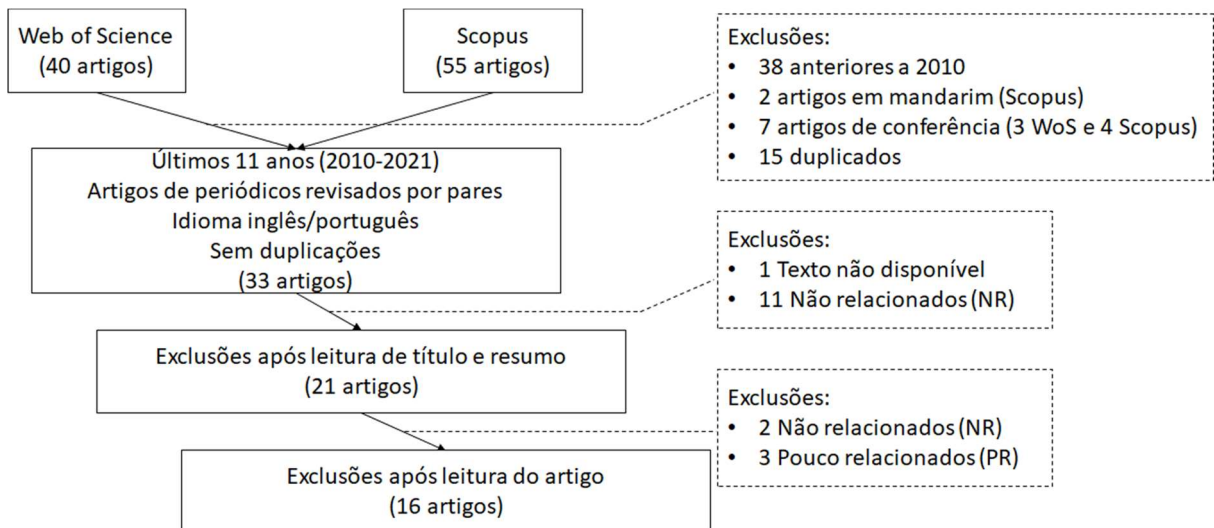 Web of Science
(40 artigos)
Scopus
(55 artigos)
Exclusões:
• 38 anteriores a 2010
• 2 artigos em mandarim (Scopus)
• 7 artigos de conferência (3 WoS e 4 Scopus)
• 15 duplicados
Últimos 11 anos (2010-2021)
Artigos de periódicos revisados por pares
Idioma inglês/português
Sem duplicações
(33 artigos)
Exclusões:
• 1 Texto não disponível
• 11 Não relacionados (NR)
Exclusões após leitura de título e resumo
(21 artigos)
Exclusões:
• 2 Não relacionados (NR)
• 3 Pouco relacionados (PR)
Exclusões após leitura do artigo
(16 artigos)